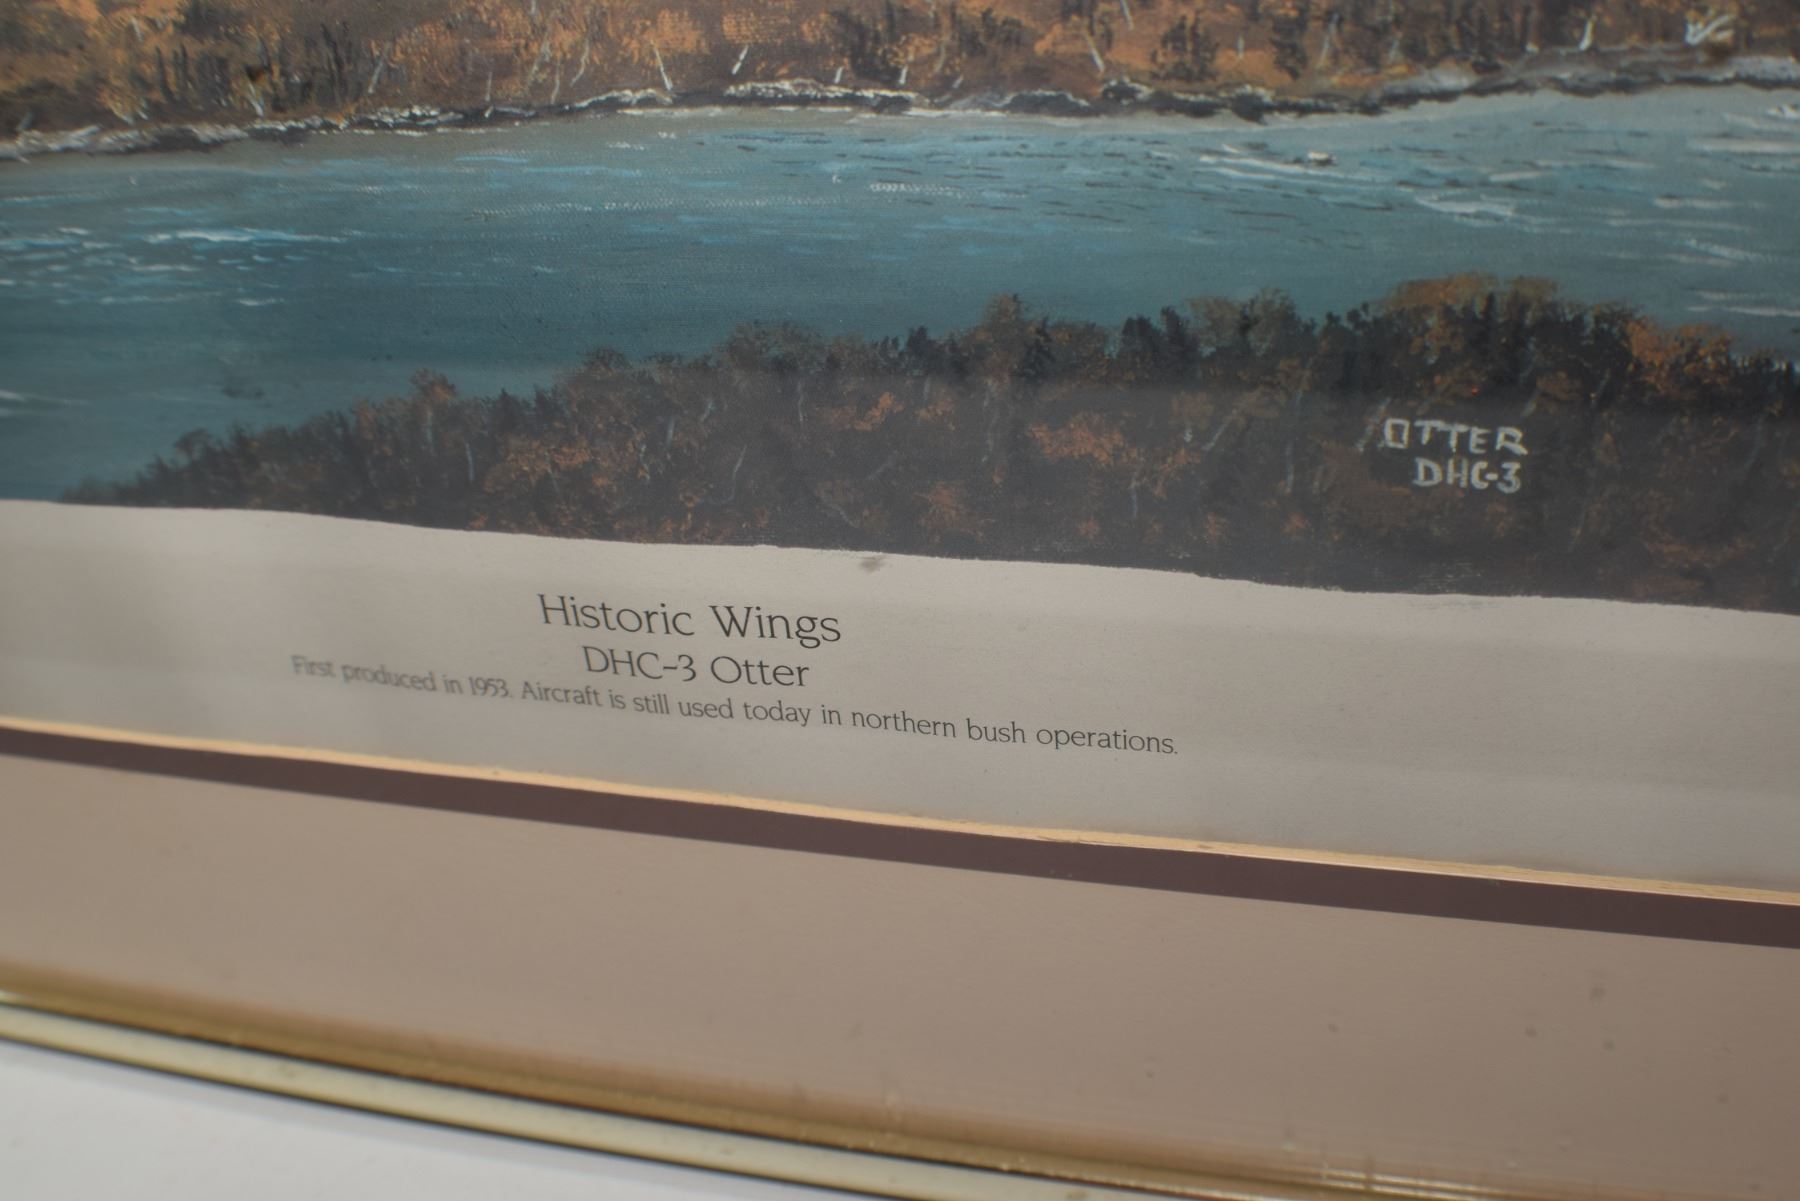 OTTER
DHC-3
Historic Wings
DHC-3 Otter
First produced in 1953. Aircraft is still used today in northern bush operations.